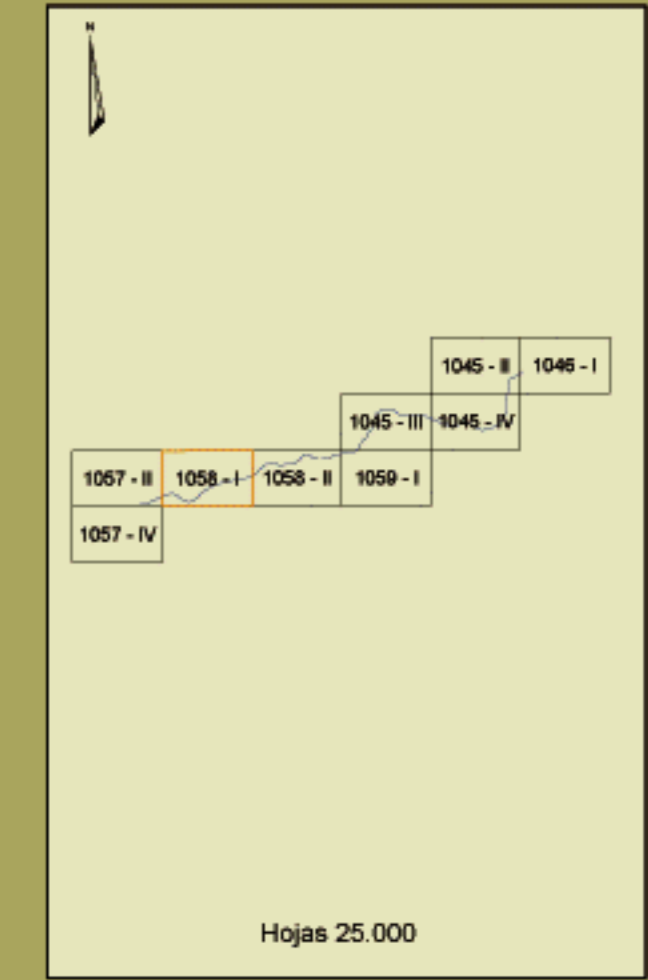 N
1045 - II 1046 - I
1045 - III 1045 - IV
1057 - II 1058 - I 1058 - II 1059 - I
1057 - IV
Hojas 25.000